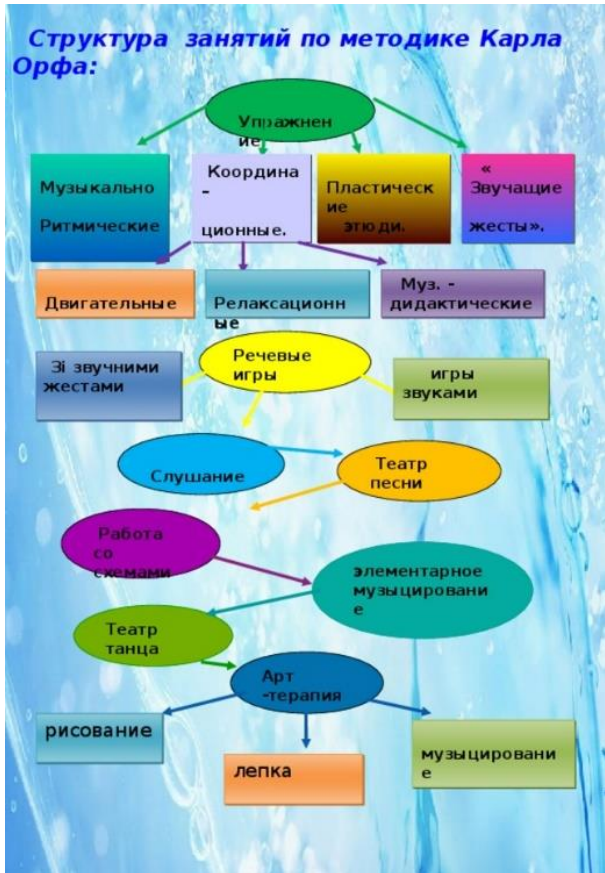 Структура занятий по методике Карла
Орфа:
Упражнен
ие
Музыкально
Ритмические
Координа
-
ционные.
Пластическ
ие
этюди.
«
Звучащие
жесты».
Двигательные
Релаксационн
ые
Муз. -
дидактические
Зі звучними
жестами
Речевые
игры
игры
звуками
Слушание
Театр
песни
Работа
со
схемами
элементарное
музыцировани
е
Театр
танца
Арт
-терапия
рисование
лепка
музыцировани
е